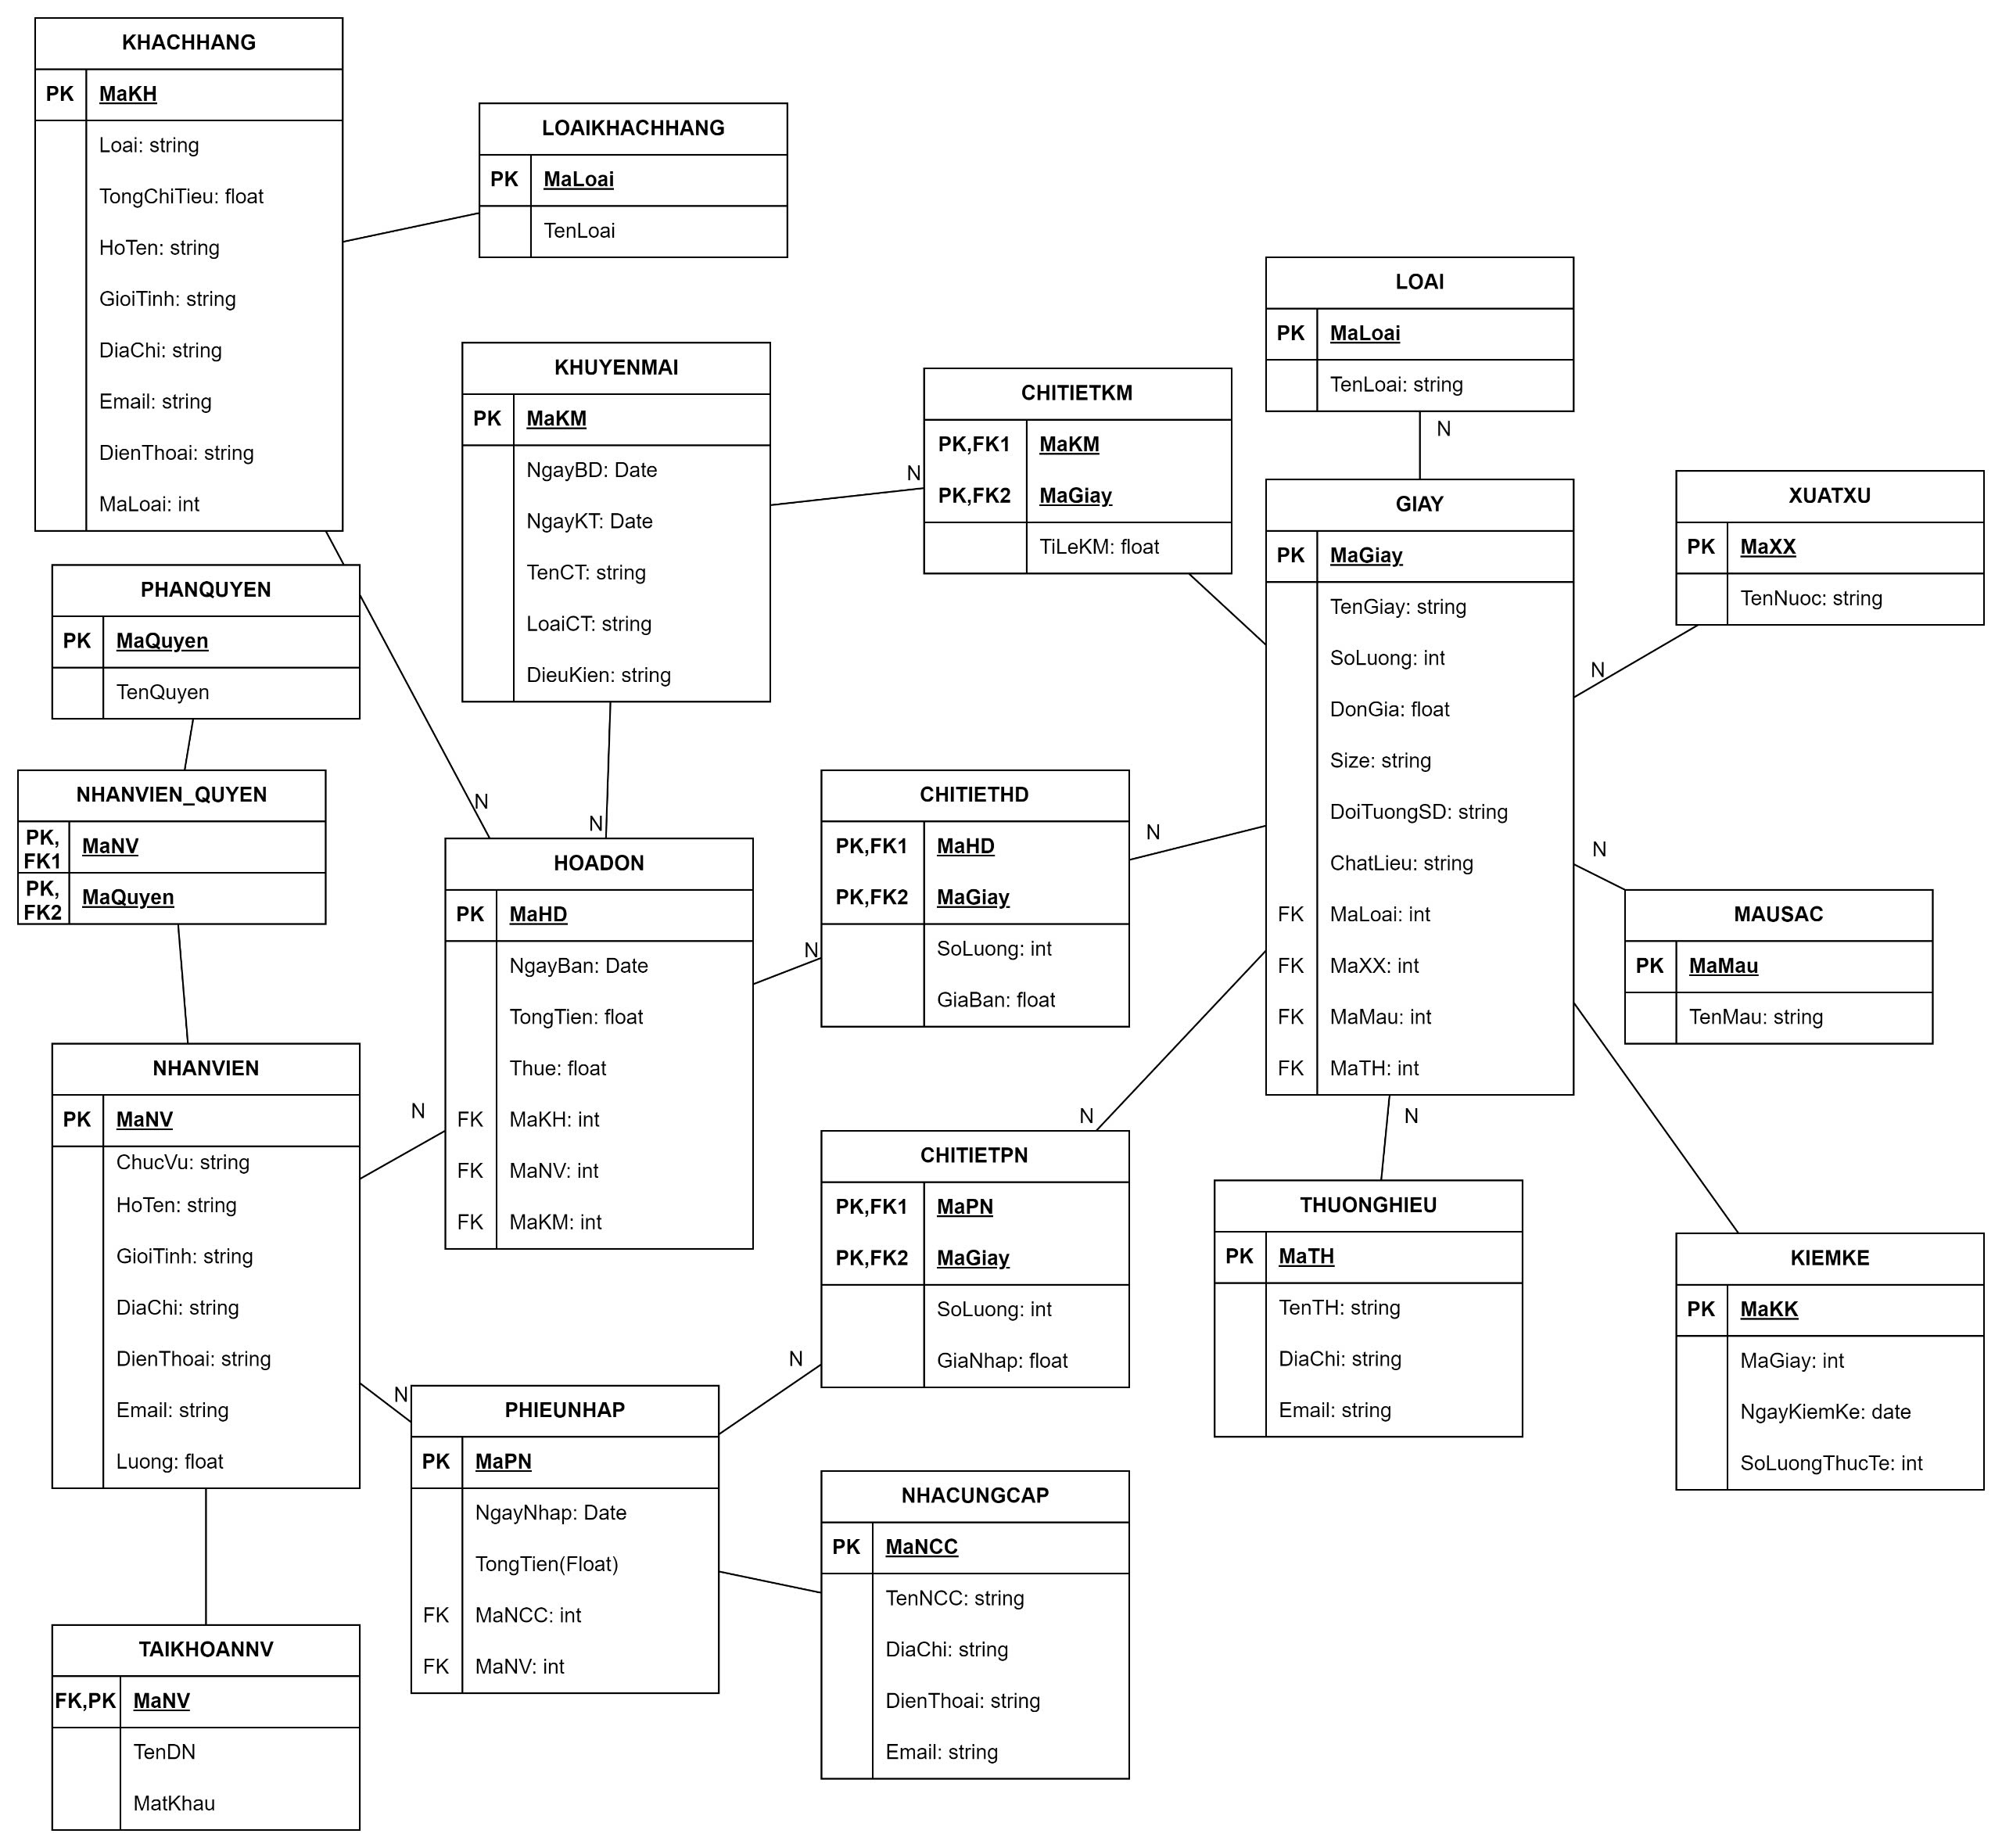 KHACHHANG
PK MaKH
Loai: string
TongChiTieu: float
HoTen: string
GioiTinh: string
DiaChi: string
Email: string
DienThoai: string
MaLoai: int
LOAIKHACHHANG
PK MaLoai
TenLoai
PHANQUYEN
PK MaQuyen
TenQuyen
NHANVIEN_QUYEN
PK,
FK1 MaNV
PK,
FK2 MaQuyen
NHANVIEN
PK MaNV
ChucVu: string
HoTen: string
GioiTinh: string
DiaChi: string
DienThoai: string
Email: string
Luong: float
TAIKHOANNV
FK,PK MaNV
TenDN
MatKhau
KHUYENMAI
PK MaKM
NgayBD: Date
NgayKT: Date
TenCT: string
LoaiCT: string
DieuKien: string
N
N
N
HOADON
PK MaHD
NgayBan: Date
TongTien: float
Thue: float
FK MaKH: int
FK MaNV: int
FK MaKM: int
N
N
PHIEUNHAP
PK MaPN
NgayNhap: Date
TongTien(Float)
FK MaNCC: int
FK MaNV: int
CHITIETKM
PK,FK1 MaKM
PK,FK2 MaGiay
TiLeKM: float
CHITIETHD
PK,FK1 MaHD
PK,FK2 MaGiay
SoLuong: int
GiaBan: float
N
N
N
CHITIETPN
PK,FK1 MaPN
PK,FK2 MaGiay
SoLuong: int
GiaNhap: float
N
NHACUNGCAP
PK MaNCC
TenNCC: string
DiaChi: string
DienThoai: string
Email: string
LOAI
PK MaLoai
TenLoai: string
N
GIAY
PK MaGiay
TenGiay: string
SoLuong: int
DonGia: float
Size: string
DoiTuongSD: string
ChatLieu: string
FK MaLoai: int
FK MaXX: int
FK MaMau: int
FK MaTH: int
N
THUONGHIEU
PK MaTH
TenTH: string
DiaChi: string
Email: string
XUATXU
PK MaXX
TenNuoc: string
N
N
MAUSAC
PK MaMau
TenMau: string
KIEMKE
PK MaKK
MaGiay: int
NgayKiemKe: date
SoLuongThucTe: int